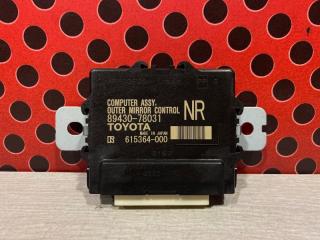 COMPUTER ASSY,
OUTER MIRROR CONTROL
89430-78031 NR
TOYOTA
MADE IN JAPAN
615364-000